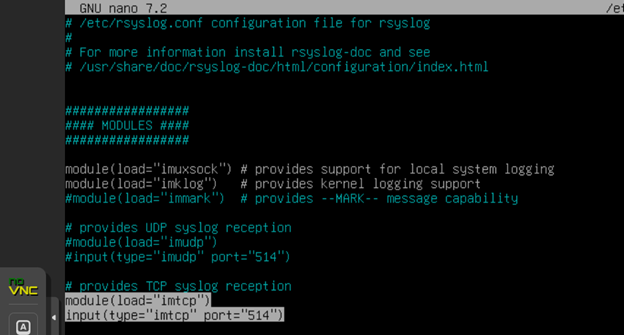 GNU nano 7.2 /et
# /etc/rsyslog.conf configuration file for rsyslog
#
# For more information install rsyslog-doc and see
# /usr/share/doc/rsyslog-doc/html/configuration/index.html
#################
#### MODULES ####
#################
module(load="imuxsock") # provides support for local system logging
module(load="imklog")   # provides kernel logging support
#module(load="immark")  # provides --MARK-- message capability
# provides UDP syslog reception
#module(load="imudp")
#input(type="imudp" port="514")
# provides TCP syslog reception
module(load="imtcp")
input(type="imtcp" port="514")
no
VNC
A